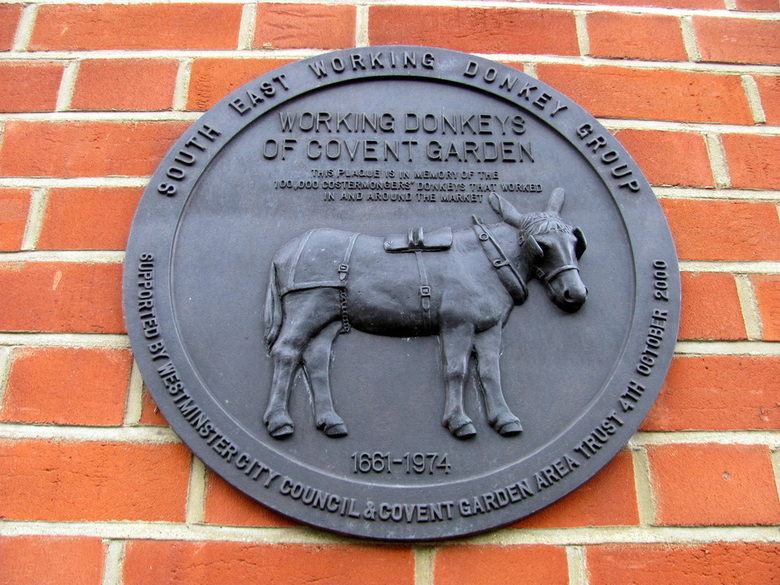 SOUTH EAST WORKING DONKEY GROUP
WORKING DONKEYS
OF COVENT GARDEN
THIS PLAQUE IS IN MEMORY OF THE
100,000 COSTERMONGERS' DONKEYS THAT WORKED
IN AND AROUND THE MARKET
1661-1974
SUPPORTED BY WESTMINSTER CITY COUNCIL & COVENT GARDEN AREA TRUST 4TH OCTOBER 2000